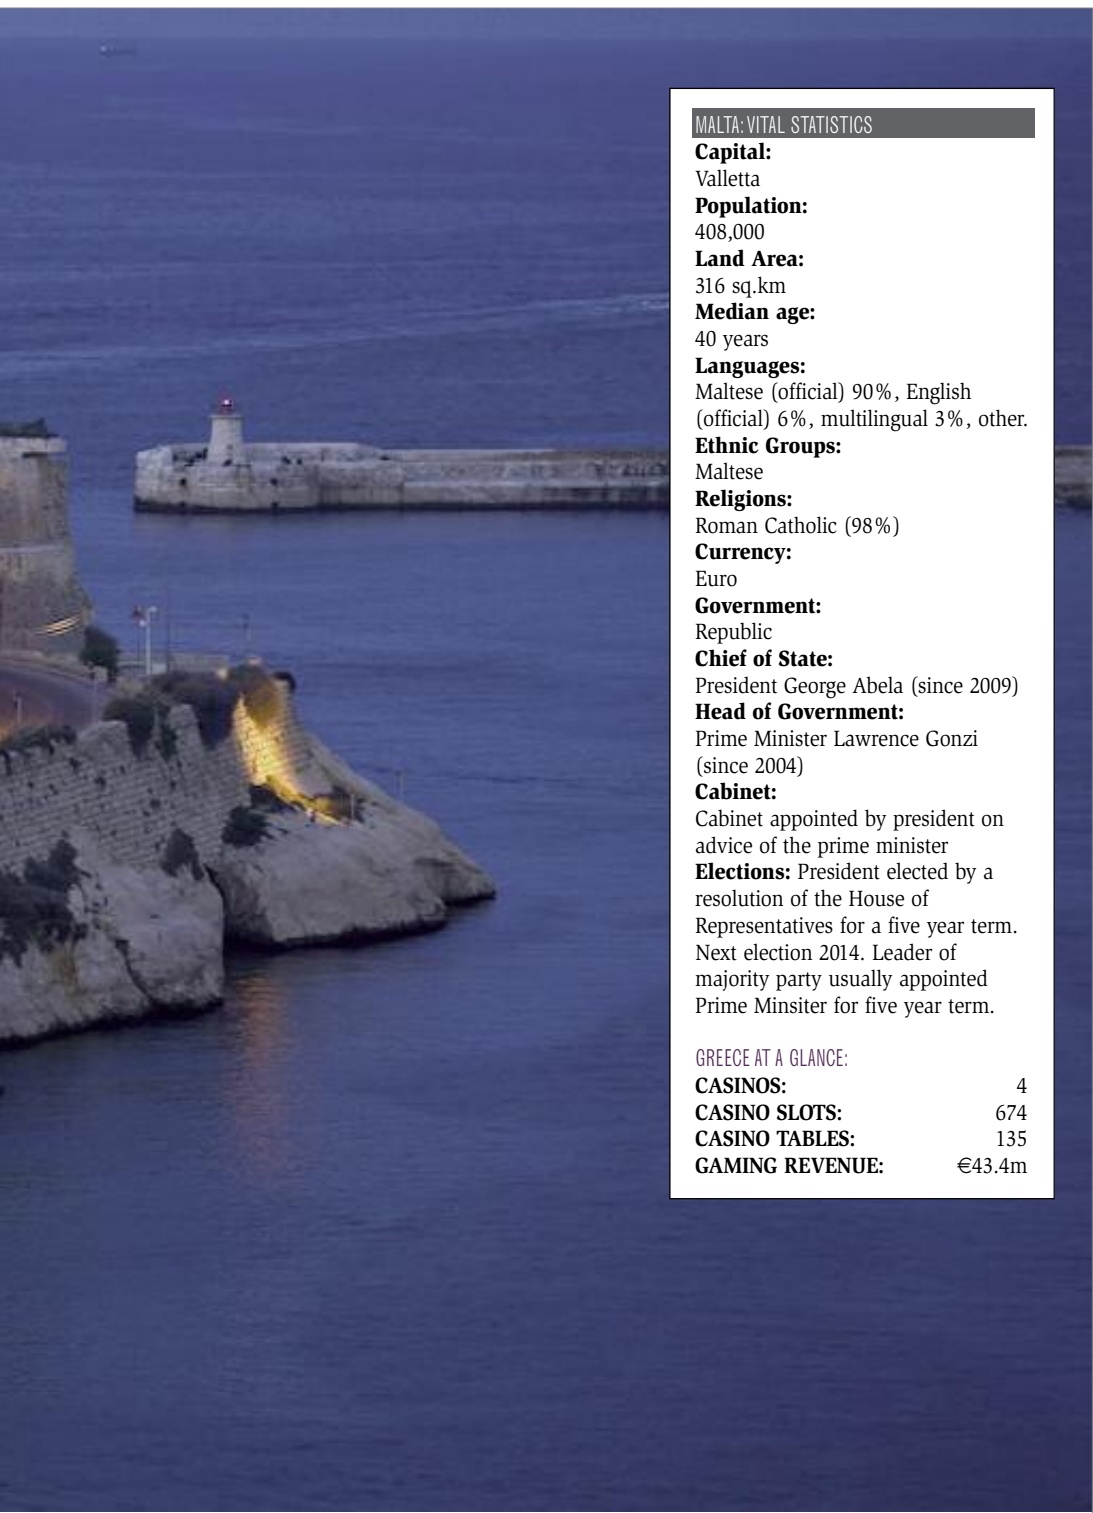 MALTA: VITAL STATISTICS
Capital:
Valletta
Population:
408,000
Land Area:
316 sq.km
Median age:
40 years
Languages:
Maltese (official) 90%, English
(official) 6%, multilingual 3%, other.
Ethnic Groups:
Maltese
Religions:
Roman Catholic (98%)
Currency:
Euro
Government:
Republic
Chief of State:
President George Abela (since 2009)
Head of Government:
Prime Minister Lawrence Gonzi
(since 2004)
Cabinet:
Cabinet appointed by president on
advice of the prime minister
Elections: President elected by a
resolution of the House of
Representatives for a five year term.
Next election 2014. Leader of
majority party usually appointed
Prime Minsiter for five year term.
GREECE AT A GLANCE:
CASINOS: 4
CASINO SLOTS: 674
CASINO TABLES: 135
GAMING REVENUE: €43.4m